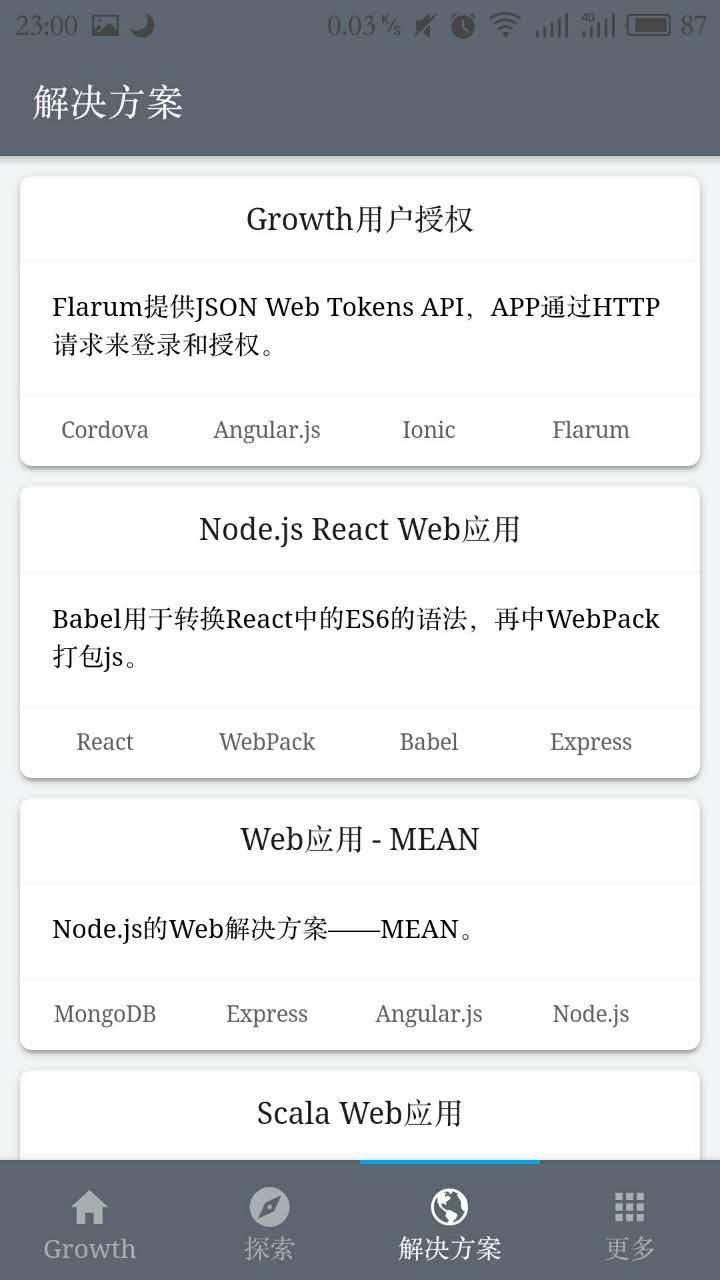 23:00 0.03 K/s 4G 87
解决方案
Growth用户授权
Flarum提供JSON Web Tokens API，APP通过HTTP
请求来登录和授权。
Cordova Angular.js Ionic Flarum
Node.js React Web应用
Babel用于转换React中的ES6的语法，再中WebPack
打包js。
React WebPack Babel Express
Web应用 - MEAN
Node.js的Web解决方案——MEAN。
MongoDB Express Angular.js Node.js
Scala Web应用
Growth 探索 解决方案 更多